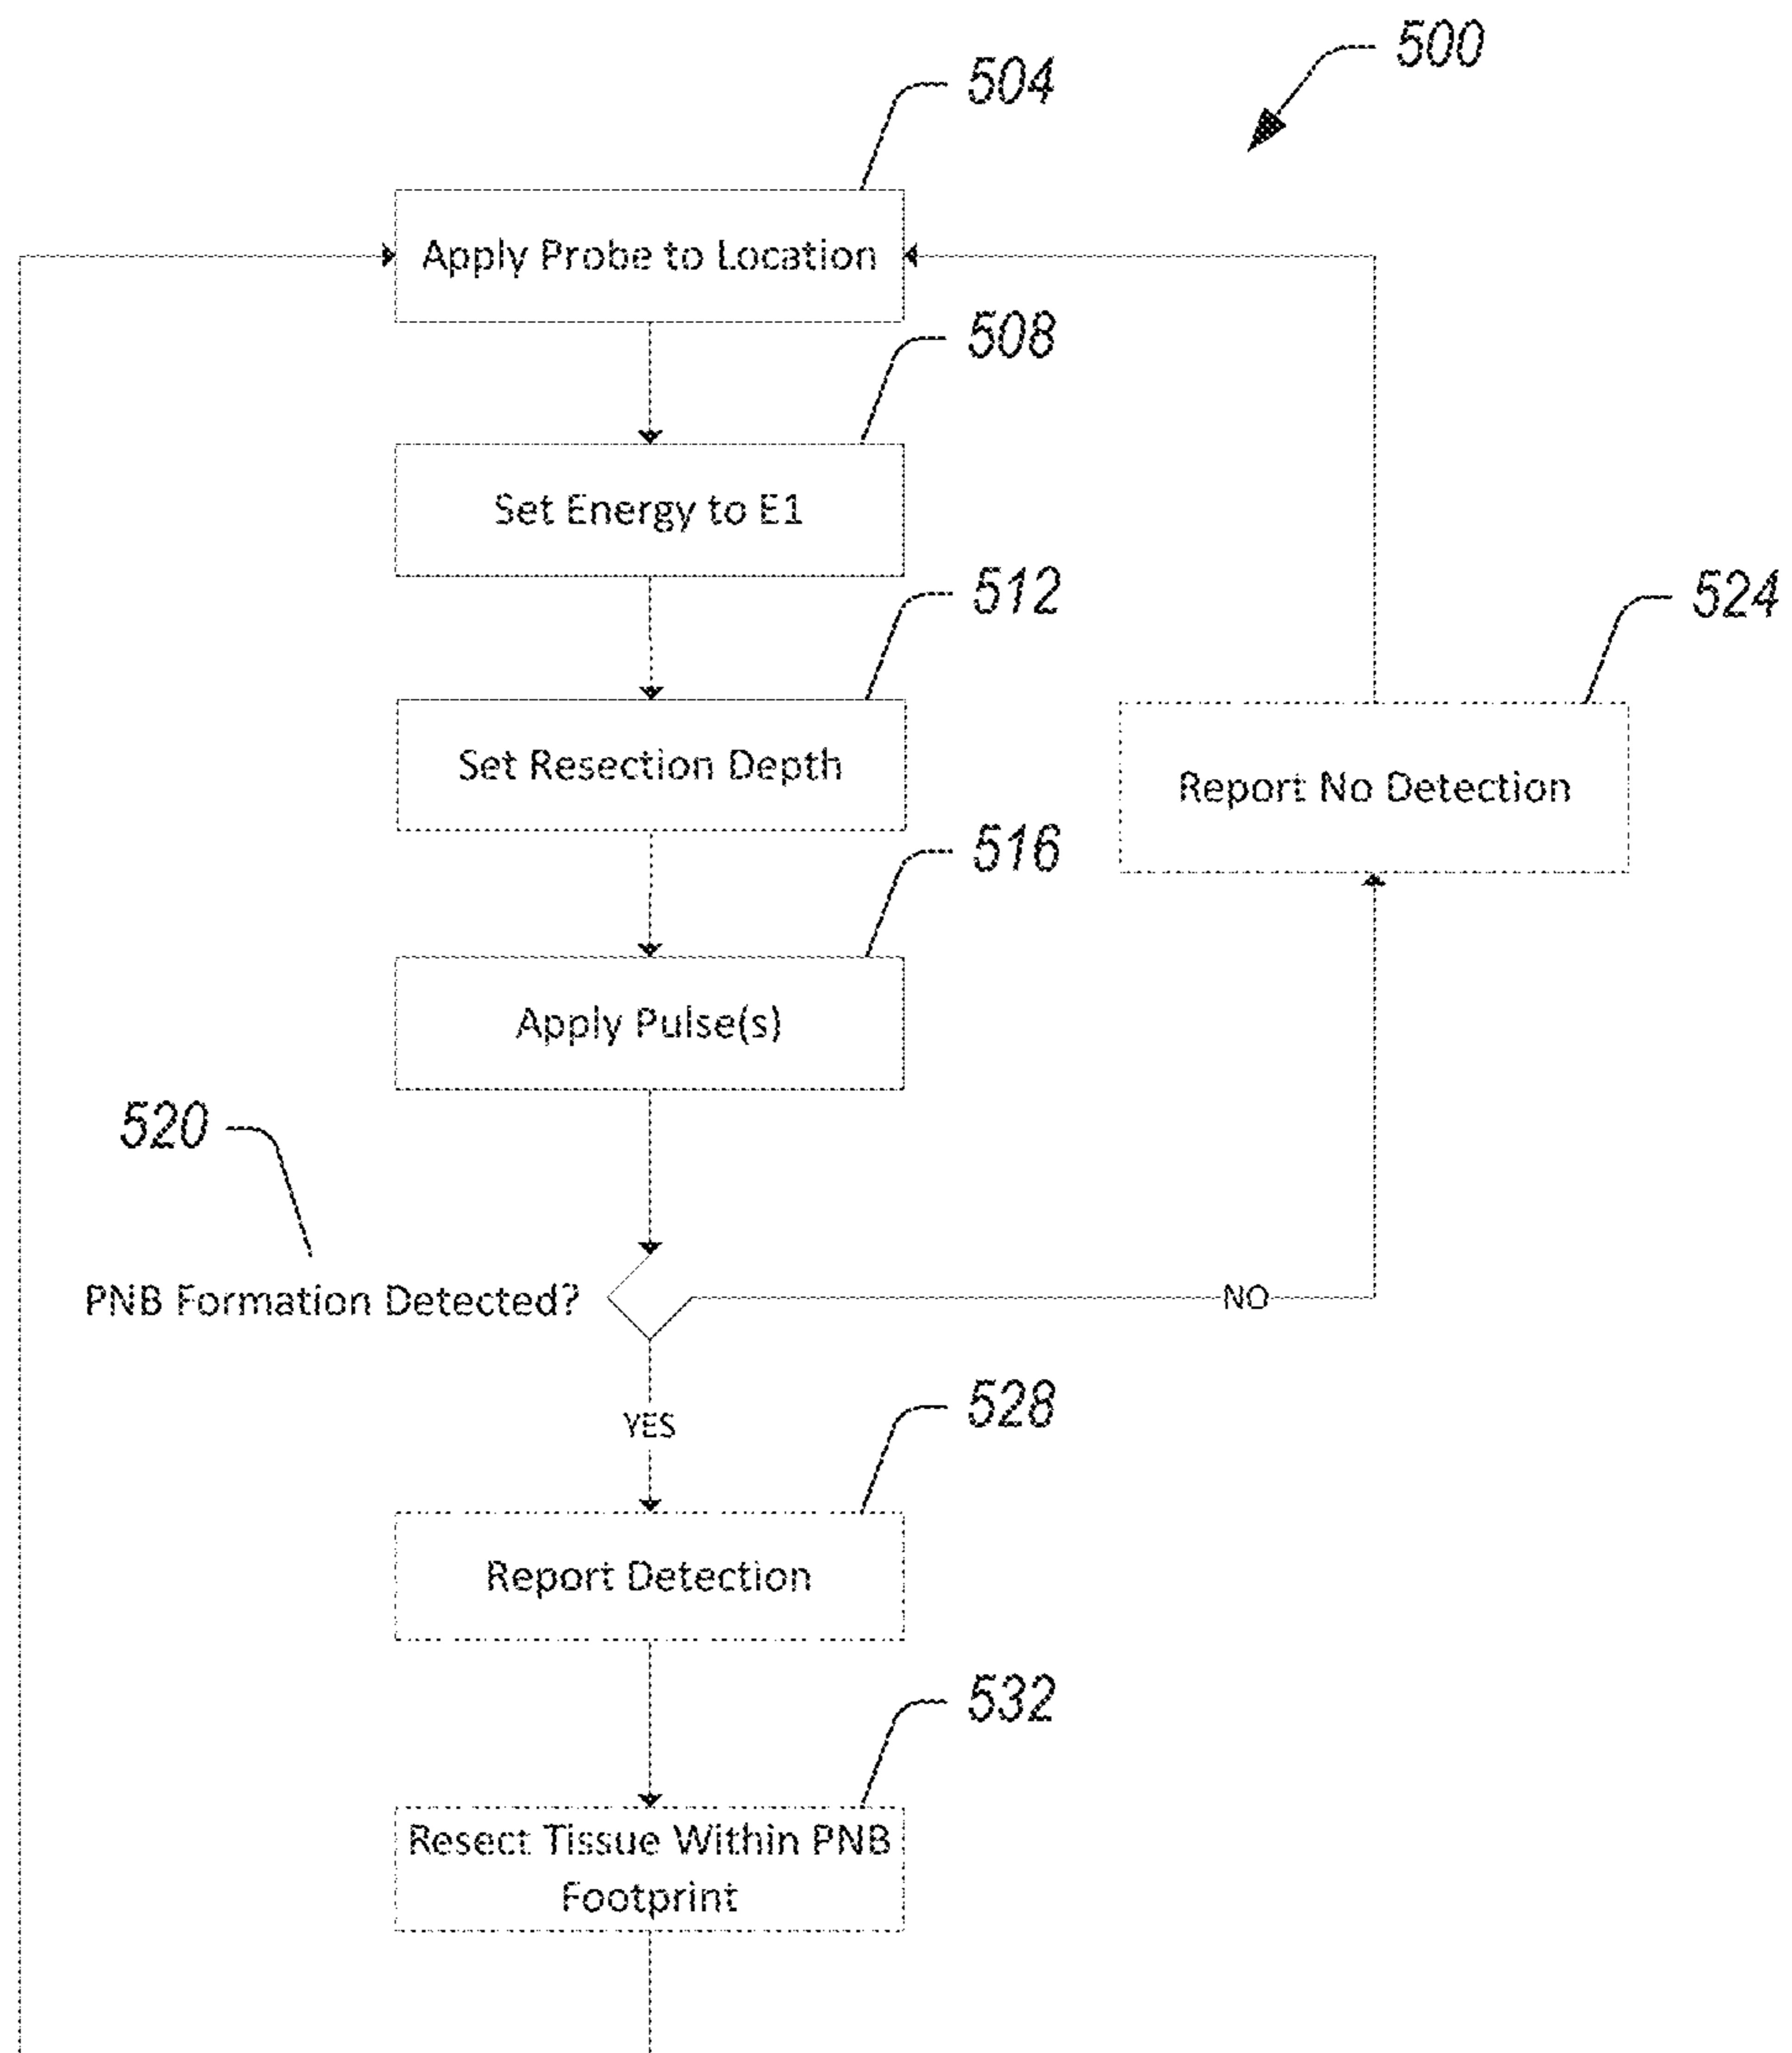 500
504
Apply Probe to Location
508
Set Energy to E1
512
524
Set Resection Depth
Report No Detection
516
Apply Pulse(s)
520
PNB Formation Detected?
NO
YES
528
Report Detection
532
Resect Tissue Within PNB
Footprint